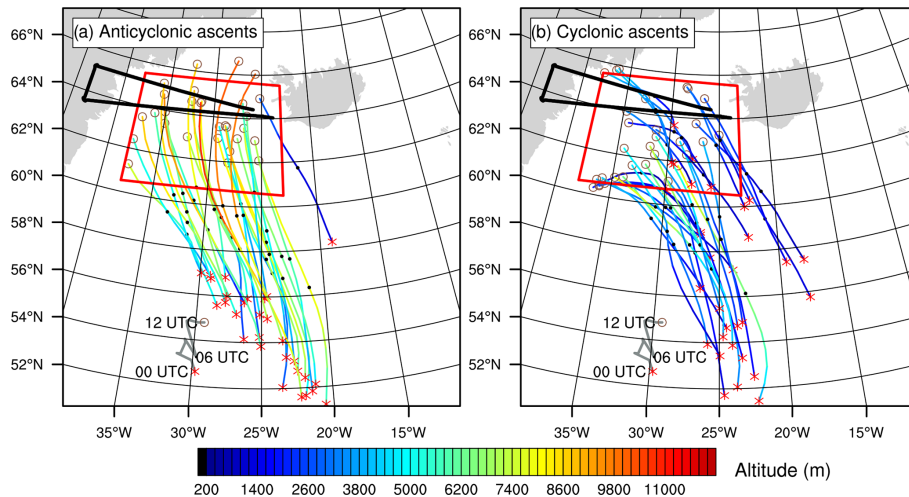 (a) Anticyclonic ascents
(b) Cyclonic ascents
66°N
64°N
62°N
60°N
58°N
56°N
54°N
52°N
12 UTC
06 UTC
00 UTC
35°W
30°W
25°W
20°W
15°W
66°N
64°N
62°N
60°N
58°N
56°N
54°N
52°N
12 UTC
06 UTC
00 UTC
35°W
30°W
25°W
20°W
15°W
200 1400 2600 3800 5000 6200 7400 8600 9800 11000
Altitude (m)